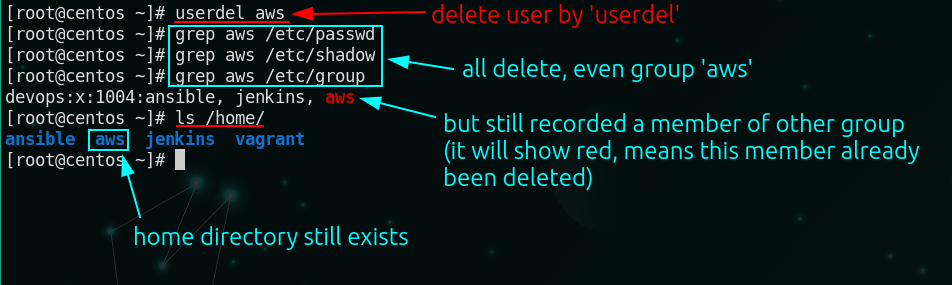 [root@centos ~]# userdel aws
delete user by 'userdel'
[root@centos ~]# grep aws /etc/passwd
[root@centos ~]# grep aws /etc/shadow
[root@centos ~]# grep aws /etc/group
all delete, even group 'aws'
devops:x:1004:ansible, jenkins, aws
[root@centos ~]# ls /home/
but still recorded a member of other group
(it will show red, means this member already
been deleted)
ansible aws jenkins vagrant
[root@centos ~]#
home directory still exists